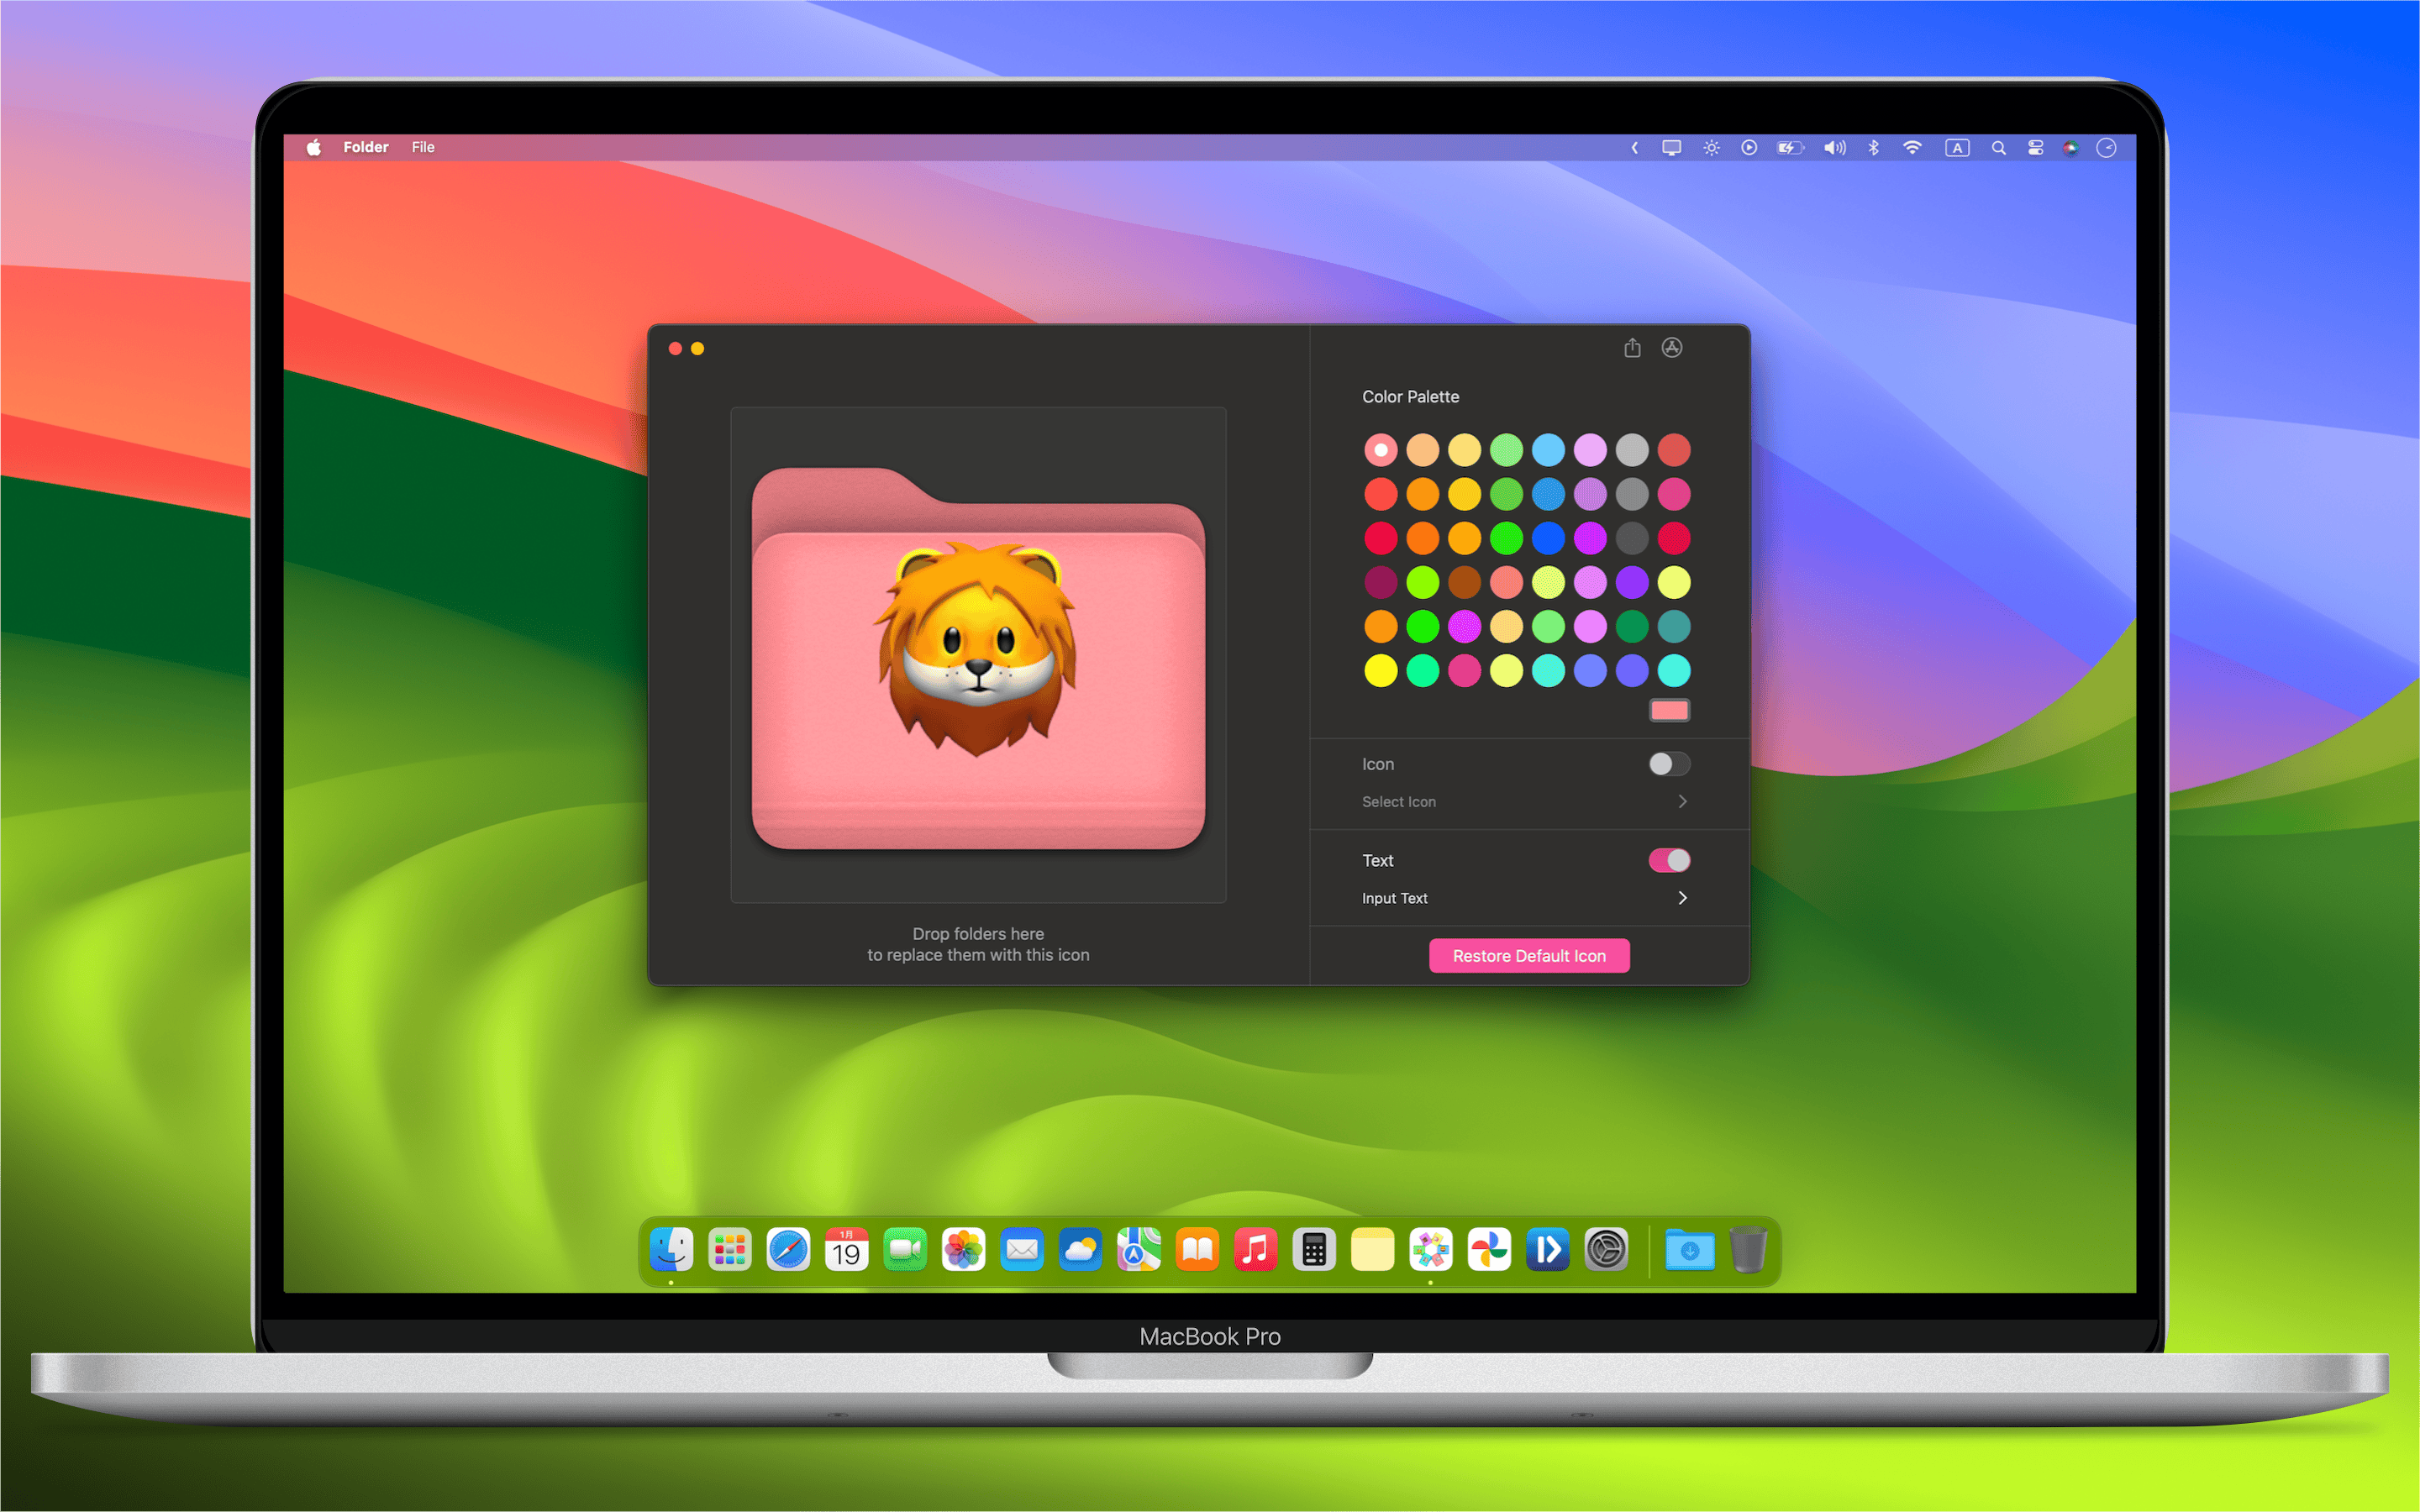 Folder File
A
Color Palette
Icon
Select Icon
Text
Input Text
Drop folders here
to replace them with this icon
Restore Default Icon
1月
19
MacBook Pro